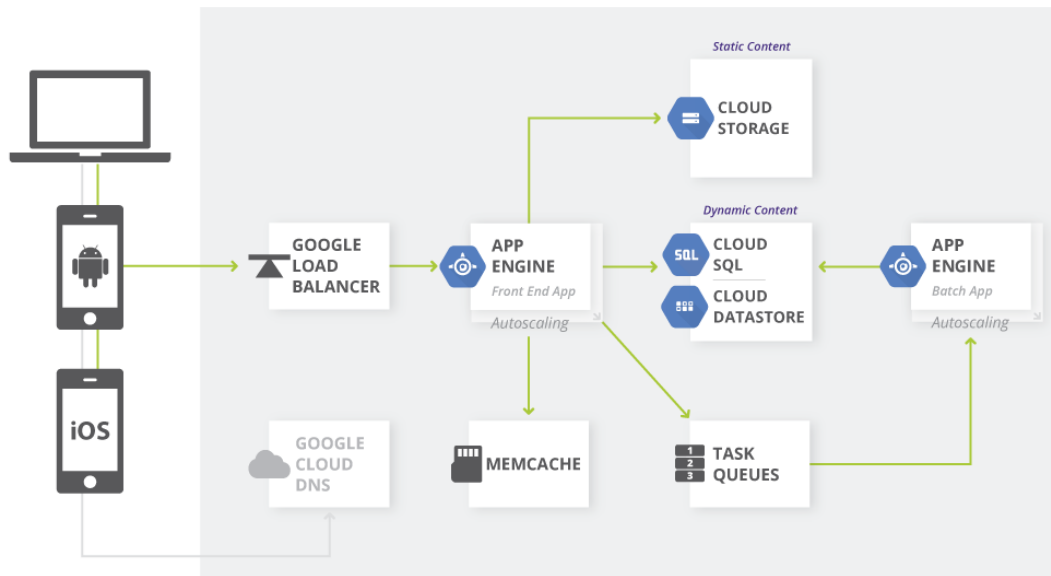 Static Content
CLOUD
STORAGE
Dynamic Content
GOOGLE
LOAD
BALANCER
APP
ENGINE
Front End App
Autoscaling
SQL
CLOUD
SQL
CLOUD
DATASTORE
APP
ENGINE
Batch App
Autoscaling
iOS
GOOGLE
CLOUD
DNS
MEMCACHE
1
2
3
TASK
QUEUES